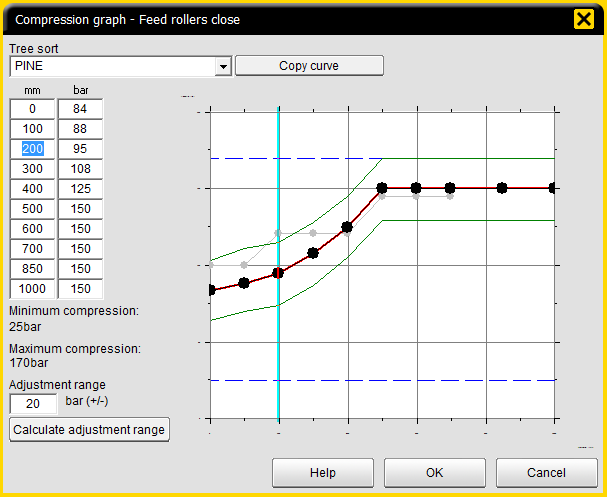 Compression graph - Feed rollers close
Tree sort
PINE
Copy curve
mm bar
0 84
100 88
200 95
300 108
400 125
500 150
600 150
700 150
850 150
1000 150
Minimum compression:
25bar
Maximum compression:
170bar
Adjustment range
20 bar (+/-)
Calculate adjustment range
Help OK Cancel